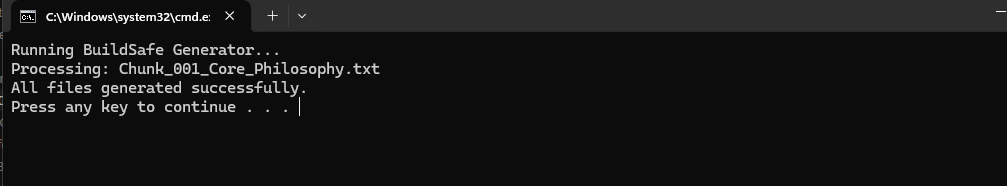 C:\Windows\system32\cmd.e
Running BuildSafe Generator...
Processing: Chunk_001_Core_Philosophy.txt
All files generated successfully.
Press any key to continue . . .